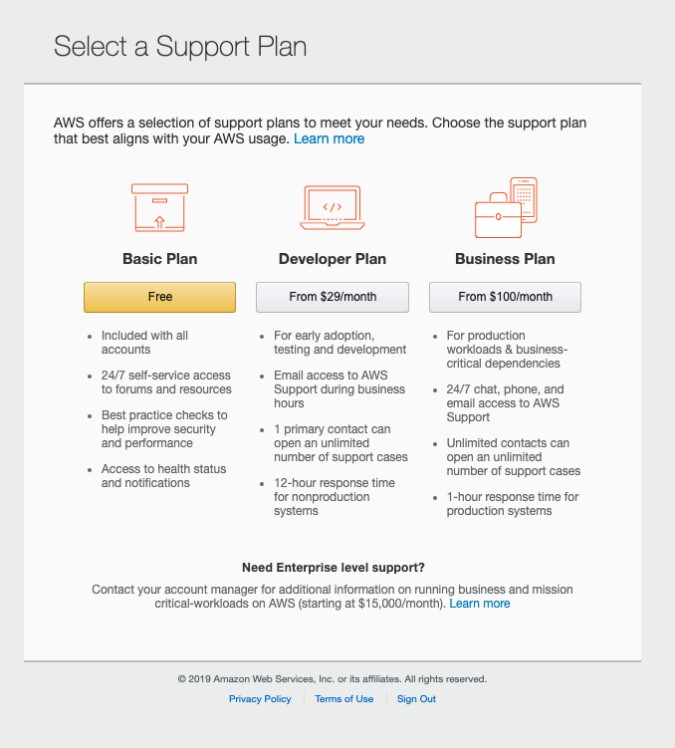 Select a Support Plan
AWS offers a selection of support plans to meet your needs. Choose the support plan
that best aligns with your AWS usage. Learn more
</>
Basic Plan
Free
• Included with all
accounts
• 24/7 self-service access
to forums and resources
• Best practice checks to
help improve security
and performance
• Access to health status
and notifications
Developer Plan
From $29/month
• For early adoption,
testing and development
• Email access to AWS
Support during business
hours
• 1 primary contact can
open an unlimited
number of support cases
• 12-hour response time
for nonproduction
systems
Business Plan
From $100/month
• For production
workloads & business-
critical dependencies
• 24/7 chat, phone, and
email access to AWS
Support
• Unlimited contacts can
open an unlimited
number of support cases
• 1-hour response time for
production systems
Need Enterprise level support?
Contact your account manager for additional information on running business and mission
critical-workloads on AWS (starting at $15,000/month). Learn more
© 2019 Amazon Web Services, Inc. or its affiliates. All rights reserved.
Privacy Policy | Terms of Use | Sign Out